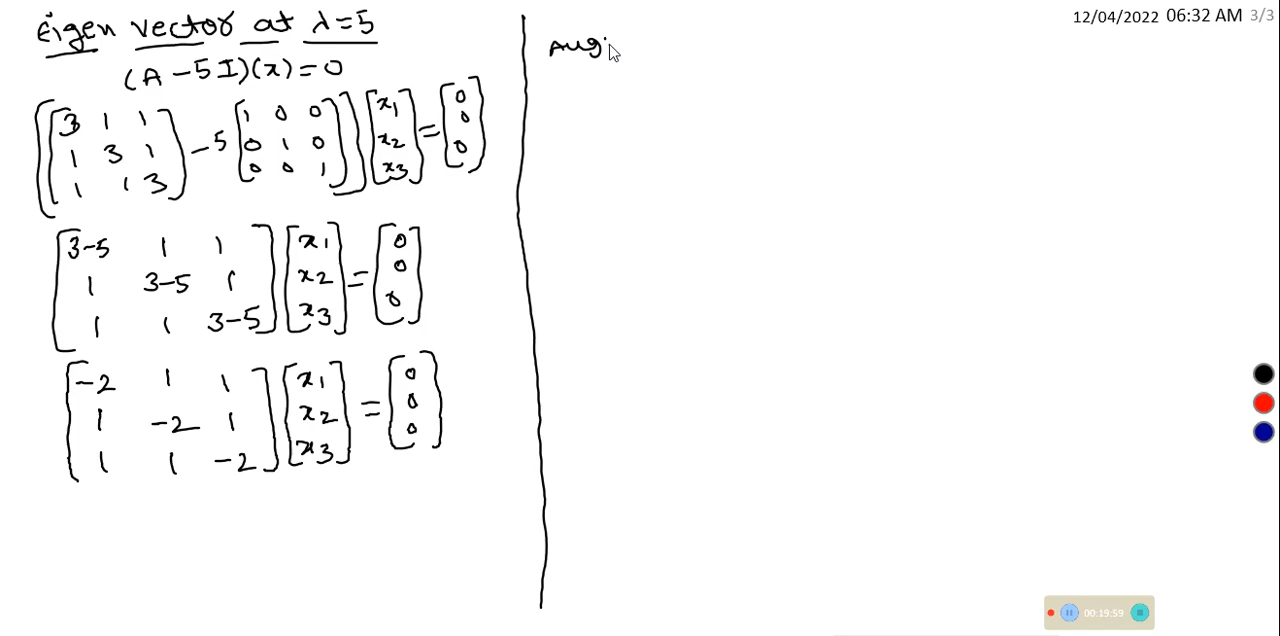 Eigen vector at λ=5
(A-5I)(x)=0
[[3 1 1
1 3 1
1 1 3] -5 [1 0 0
0 1 0
0 0 1]] [x1
x2
x3] = [0
0
0]
[3-5 1 1
1 3-5 1
1 1 3-5] [x1
x2
x3] = [0
0
0]
[-2 1 1
1 -2 1
1 1 -2] [x1
x2
x3] = [0
0
0]
Aug:
12/04/2022 06:32 AM 3/3
00:19:59